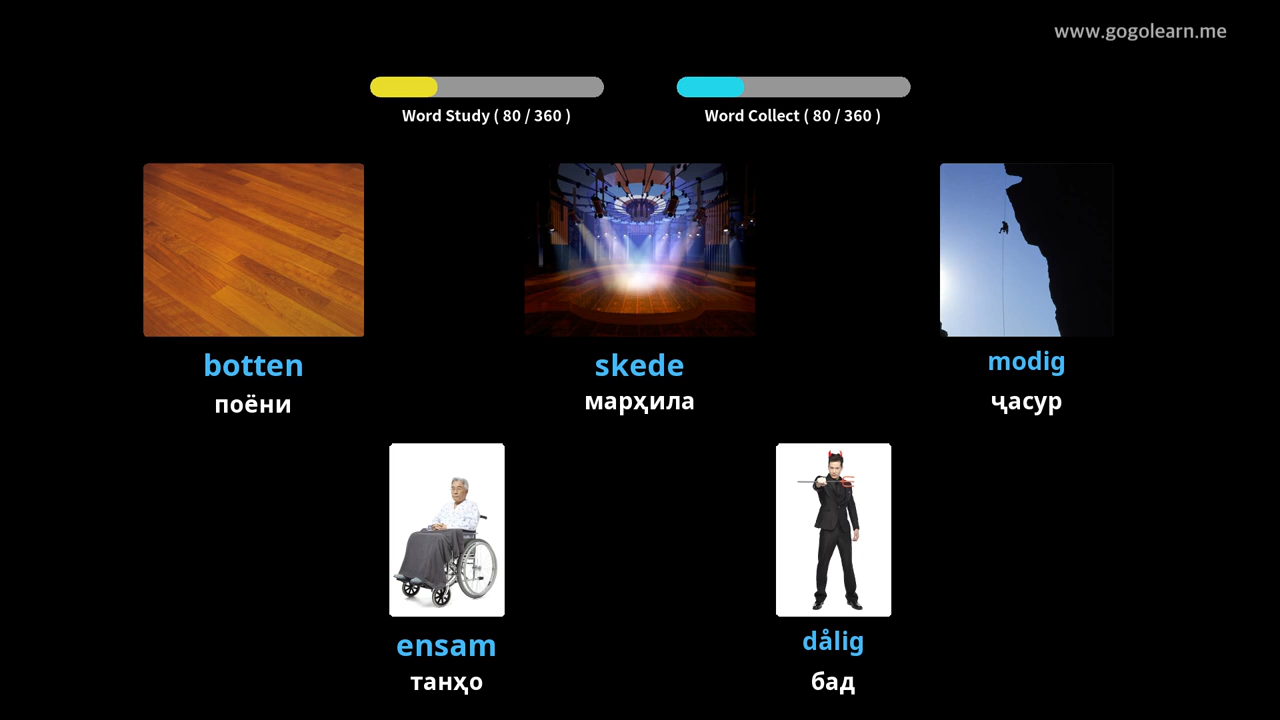 www.gogolearn.me
Word Study ( 80 / 360 )
Word Collect ( 80 / 360 )
botten
поёни
skede
марҳила
modig
ҷасур
ensam
танҳо
dålig
бад